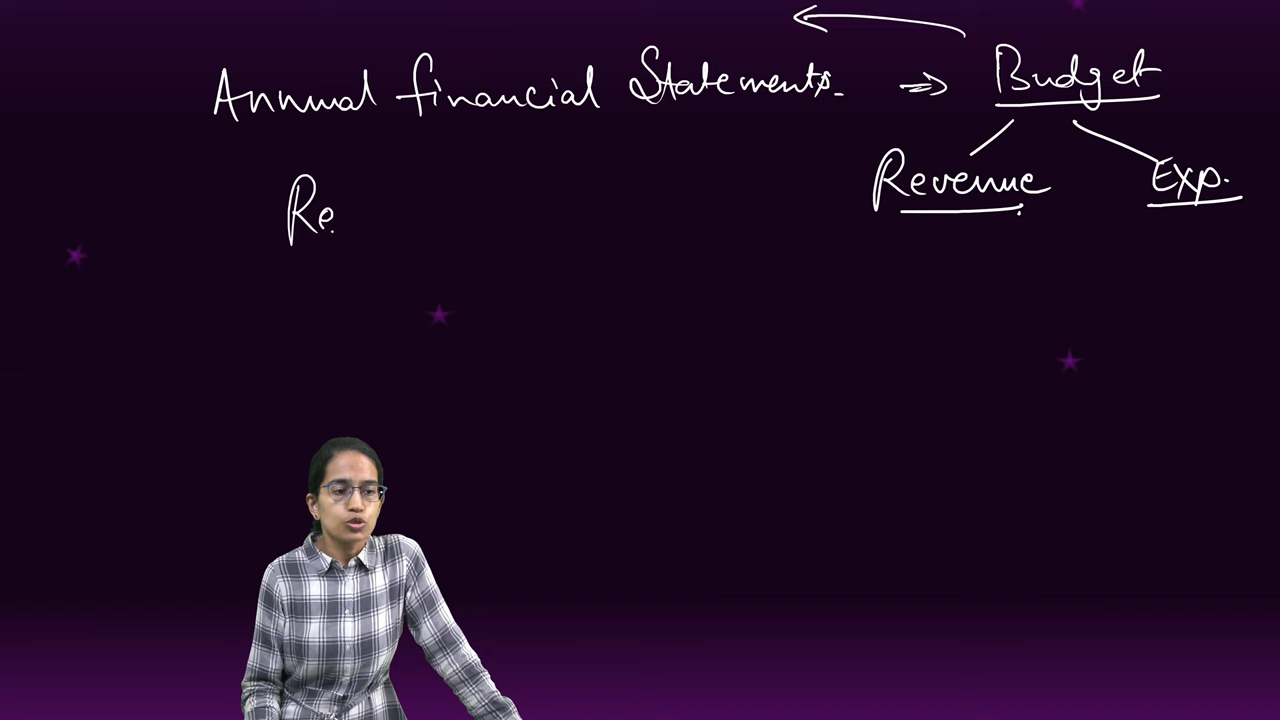 Annual financial Statements. ⇒ Budget
Revenue Exp.
Re